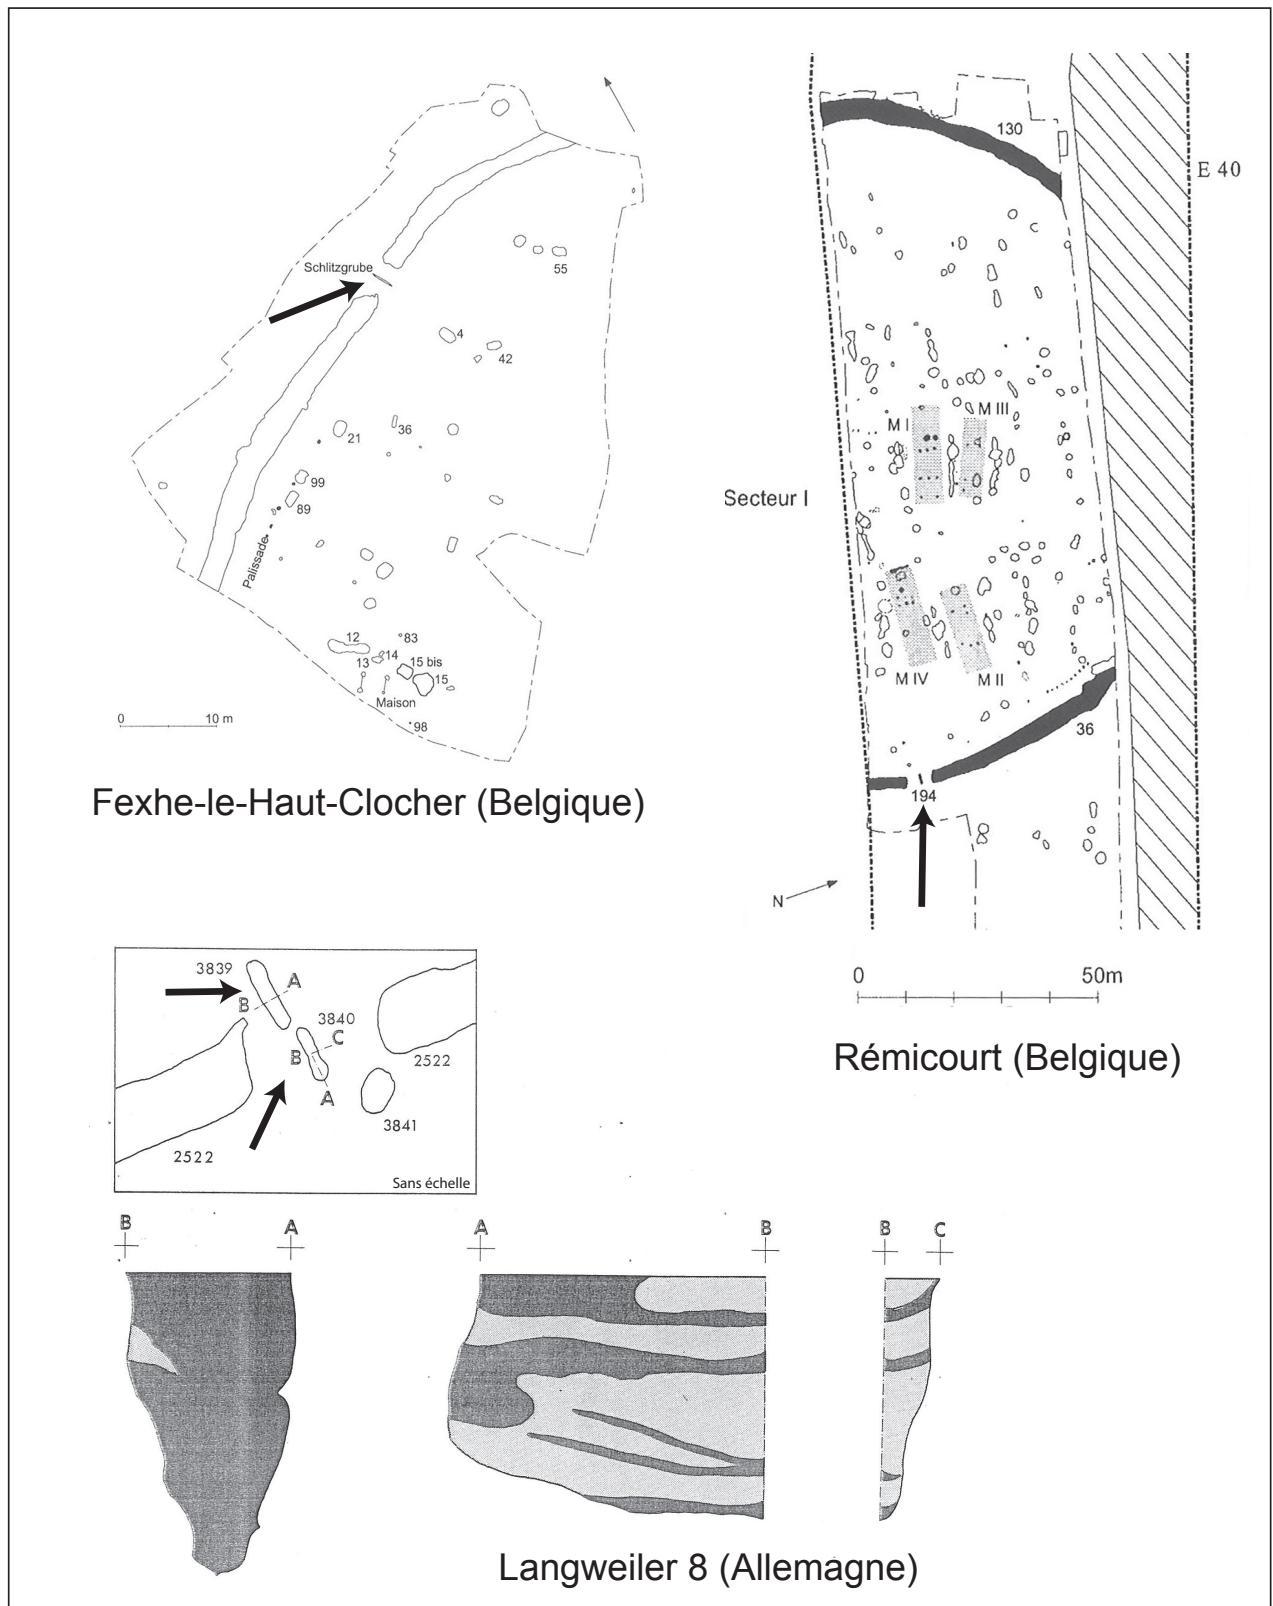 Schlitzgrube
55
4
42
36
21
99
89
Palissade
12
83
14
13
15 bis
15
Maison
98
0 10 m
Fexhe-le-Haut-Clocher (Belgique)
130
E 40
M I
M III
Secteur I
M IV
M II
36
194
N
0 50m
Rémicourt (Belgique)
3839
A
B
3840
C
B
A
2522
3841
2522
Sans échelle
B A
A B
B C
Langweiler 8 (Allemagne)